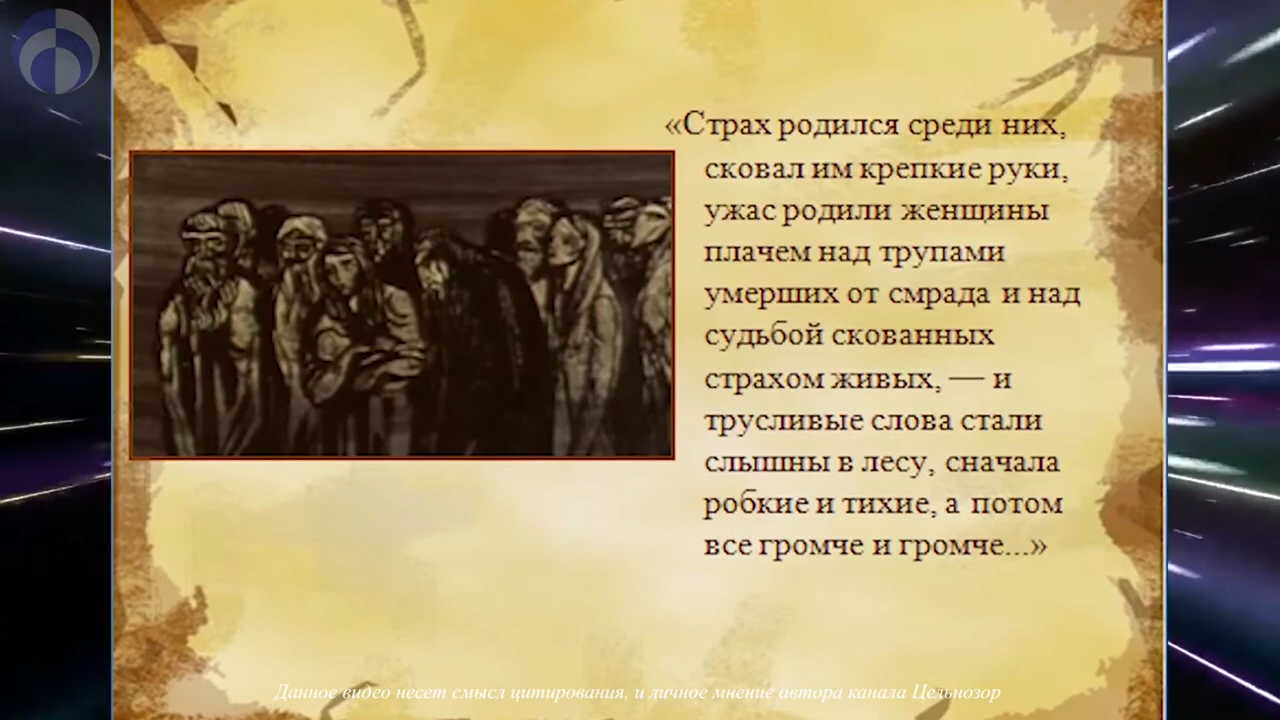 «Страх родился среди них,
сковал им крепкие руки,
ужас родили женщины
плачем над трупами
умерших от смрада и над
судьбой скованных
страхом живых, — и
трусливые слова стали
слышны в лесу, сначала
робкие и тихие, а потом
все громче и громче...»
Данное видео несет смысл цитирования, и личное мнение автора канала Цельнозор